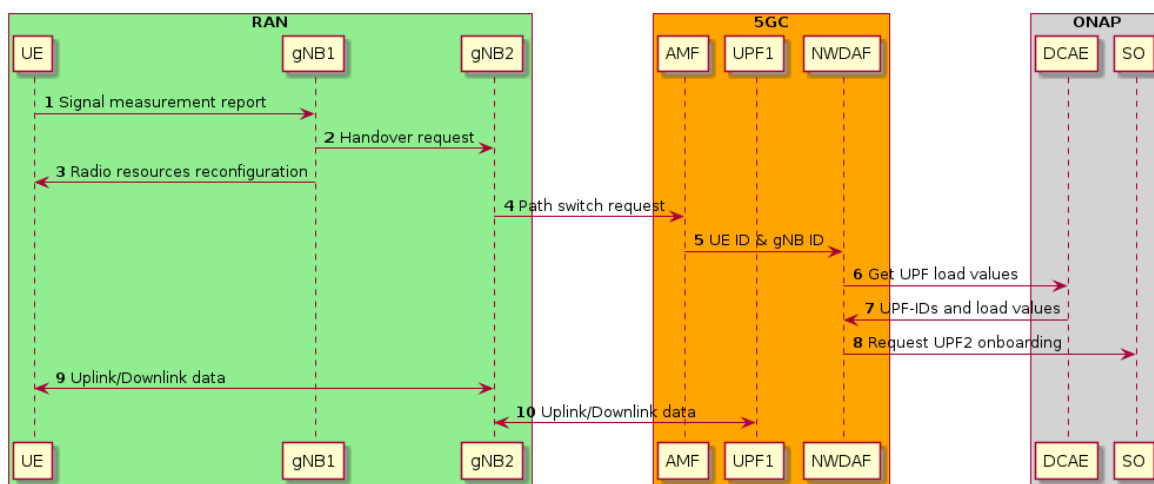 RAN 5GC ONAP
UE gNB1 gNB2 AMF UPF1 NWDAF DCAE SO
1 Signal measurement report
2 Handover request
3 Radio resources reconfiguration
4 Path switch request
5 UE ID & gNB ID
6 Get UPF load values
7 UPF-IDs and load values
8 Request UPF2 onboarding
9 Uplink/Downlink data
10 Uplink/Downlink data
UE gNB1 gNB2 AMF UPF1 NWDAF DCAE SO